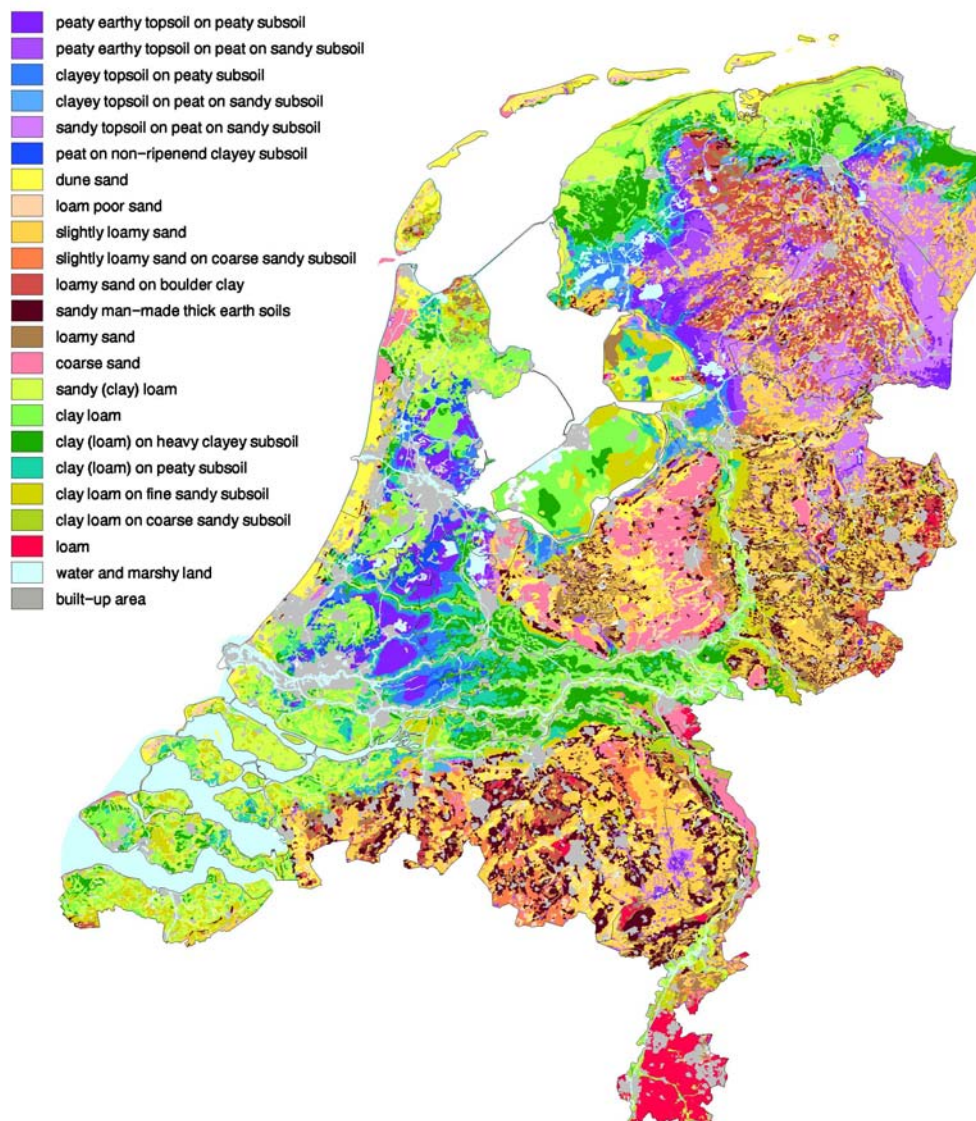 peaty earthy topsoil on peaty subsoil
peaty earthy topsoil on peat on sandy subsoil
clayey topsoil on peaty subsoil
clayey topsoil on peat on sandy subsoil
sandy topsoil on peat on sandy subsoil
peat on non-ripenend clayey subsoil
dune sand
loam poor sand
slightly loamy sand
slightly loamy sand on coarse sandy subsoil
loamy sand on boulder clay
sandy man-made thick earth soils
loamy sand
coarse sand
sandy (clay) loam
clay loam
clay (loam) on heavy clayey subsoil
clay (loam) on peaty subsoil
clay loam on fine sandy subsoil
clay loam on coarse sandy subsoil
loam
water and marshy land
built-up area